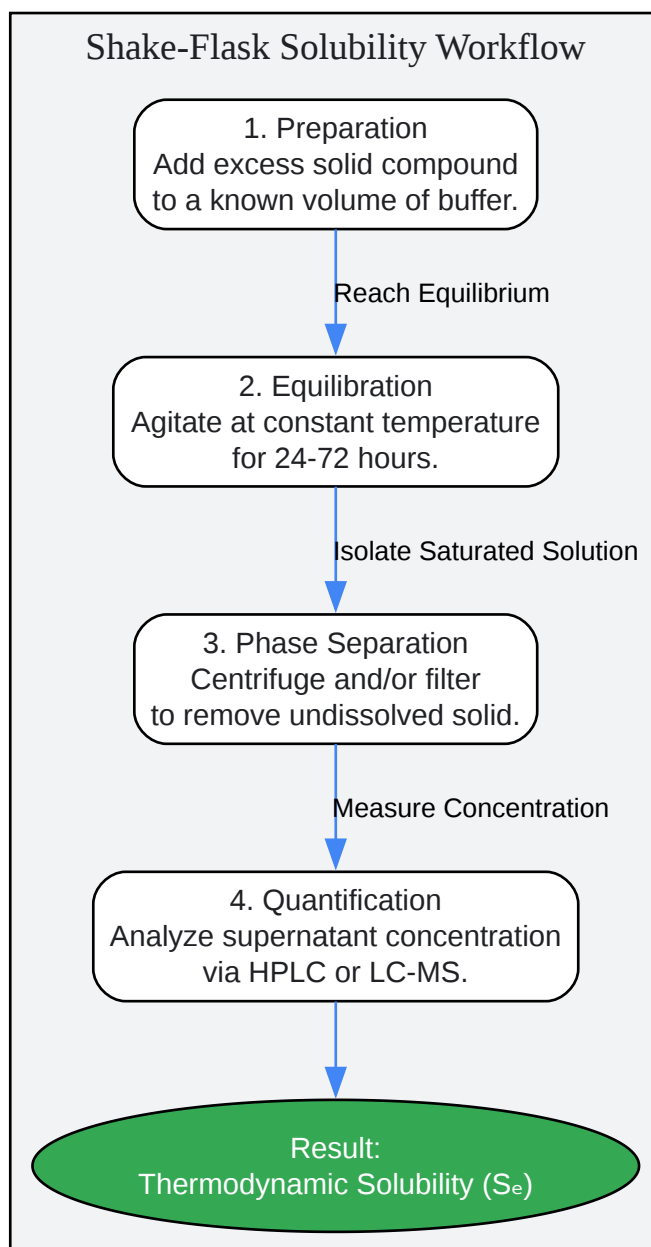 Shake-Flask Solubility Workflow
1. Preparation
Add excess solid compound
to a known volume of buffer.
Reach Equilibrium
2. Equilibration
Agitate at constant temperature
for 24-72 hours.
Isolate Saturated Solution
3. Phase Separation
Centrifuge and/or filter
to remove undissolved solid.
Measure Concentration
4. Quantification
Analyze supernatant concentration
via HPLC or LC-MS.
Result:
Thermodynamic Solubility (Sₑ)